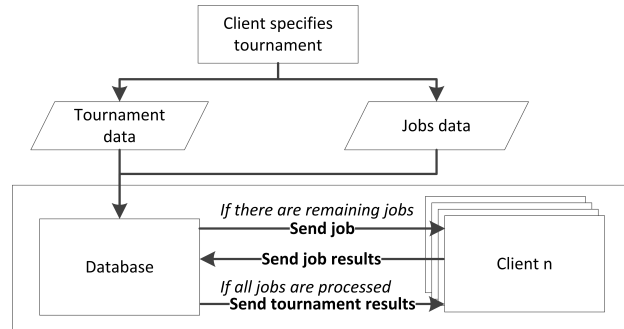 Client specifies
tournament
Tournament
data
Jobs data
If there are remaining jobs
Send job
Database
Send job results
Client n
If all jobs are processed
Send tournament results